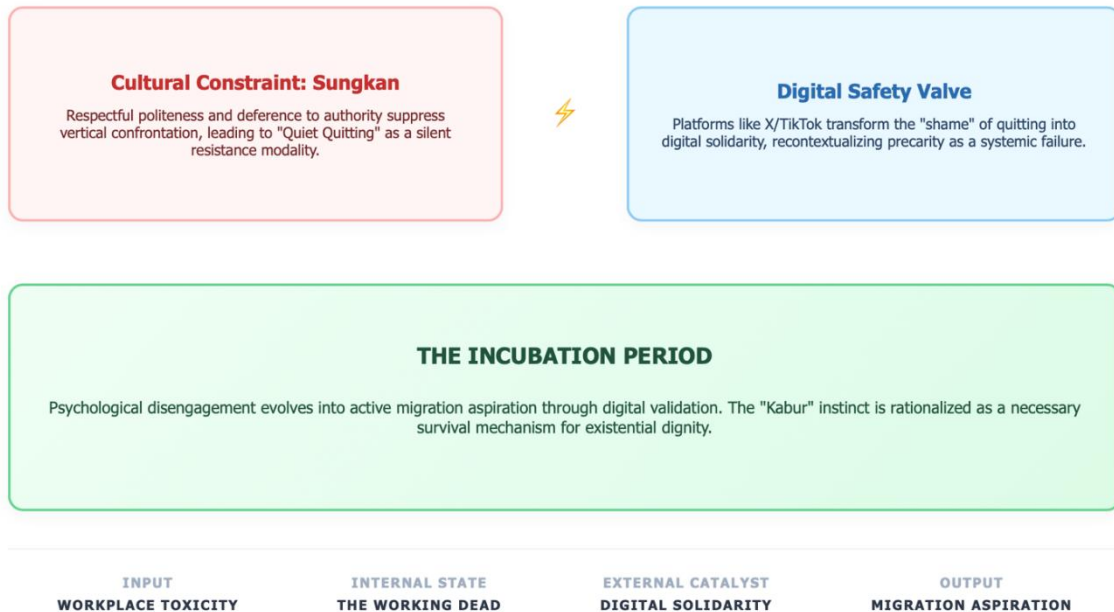 Cultural Constraint: Sungkan
Respectful politeness and deference to authority suppress
vertical confrontation, leading to "Quiet Quitting" as a silent
resistance modality.
Digital Safety Valve
Platforms like X/TikTok transform the "shame" of quitting into
digital solidarity, recontextualizing precarity as a systemic failure.
THE INCUBATION PERIOD
Psychological disengagement evolves into active migration aspiration through digital validation. The "Kabur" instinct is rationalized as a necessary
survival mechanism for existential dignity.
INPUT
WORKPLACE TOXICITY
INTERNAL STATE
THE WORKING DEAD
EXTERNAL CATALYST
DIGITAL SOLIDARITY
OUTPUT
MIGRATION ASPIRATION